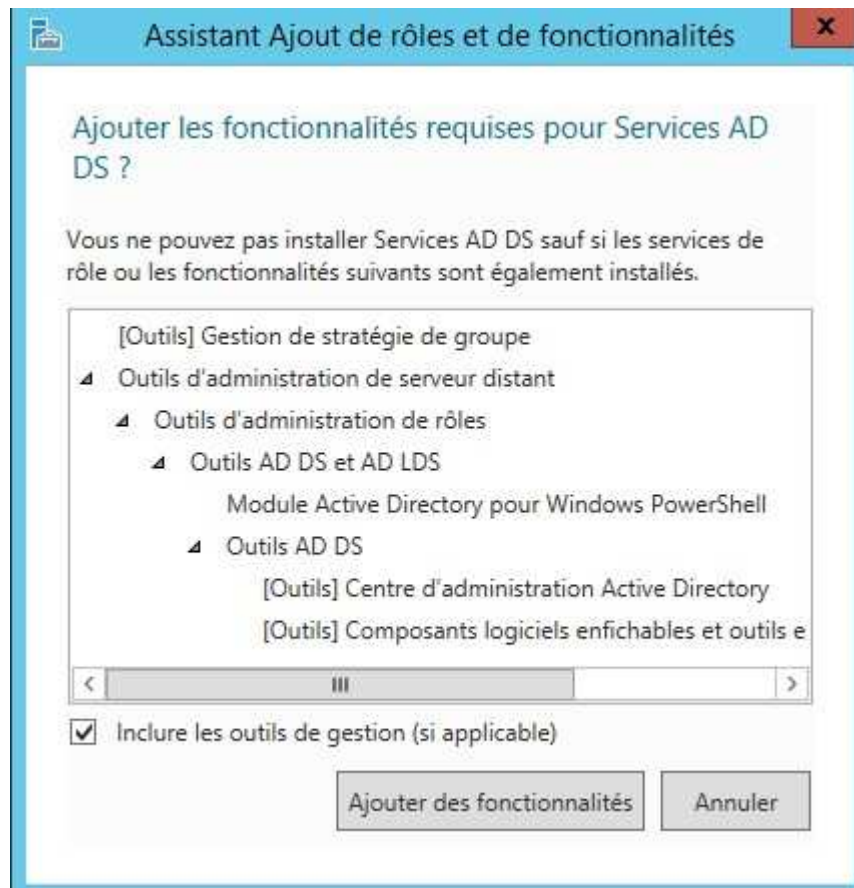 Assistant Ajout de rôles et de fonctionnalités
Ajouter les fonctionnalités requises pour Services AD
DS ?
Vous ne pouvez pas installer Services AD DS sauf si les services de
rôle ou les fonctionnalités suivants sont également installés.
[Outils] Gestion de stratégie de groupe
Outils d'administration de serveur distant
Outils d'administration de rôles
Outils AD DS et AD LDS
Module Active Directory pour Windows PowerShell
Outils AD DS
[Outils] Centre d'administration Active Directory
[Outils] Composants logiciels enfichables et outils e
Inclure les outils de gestion (si applicable)
Ajouter des fonctionnalités
Annuler